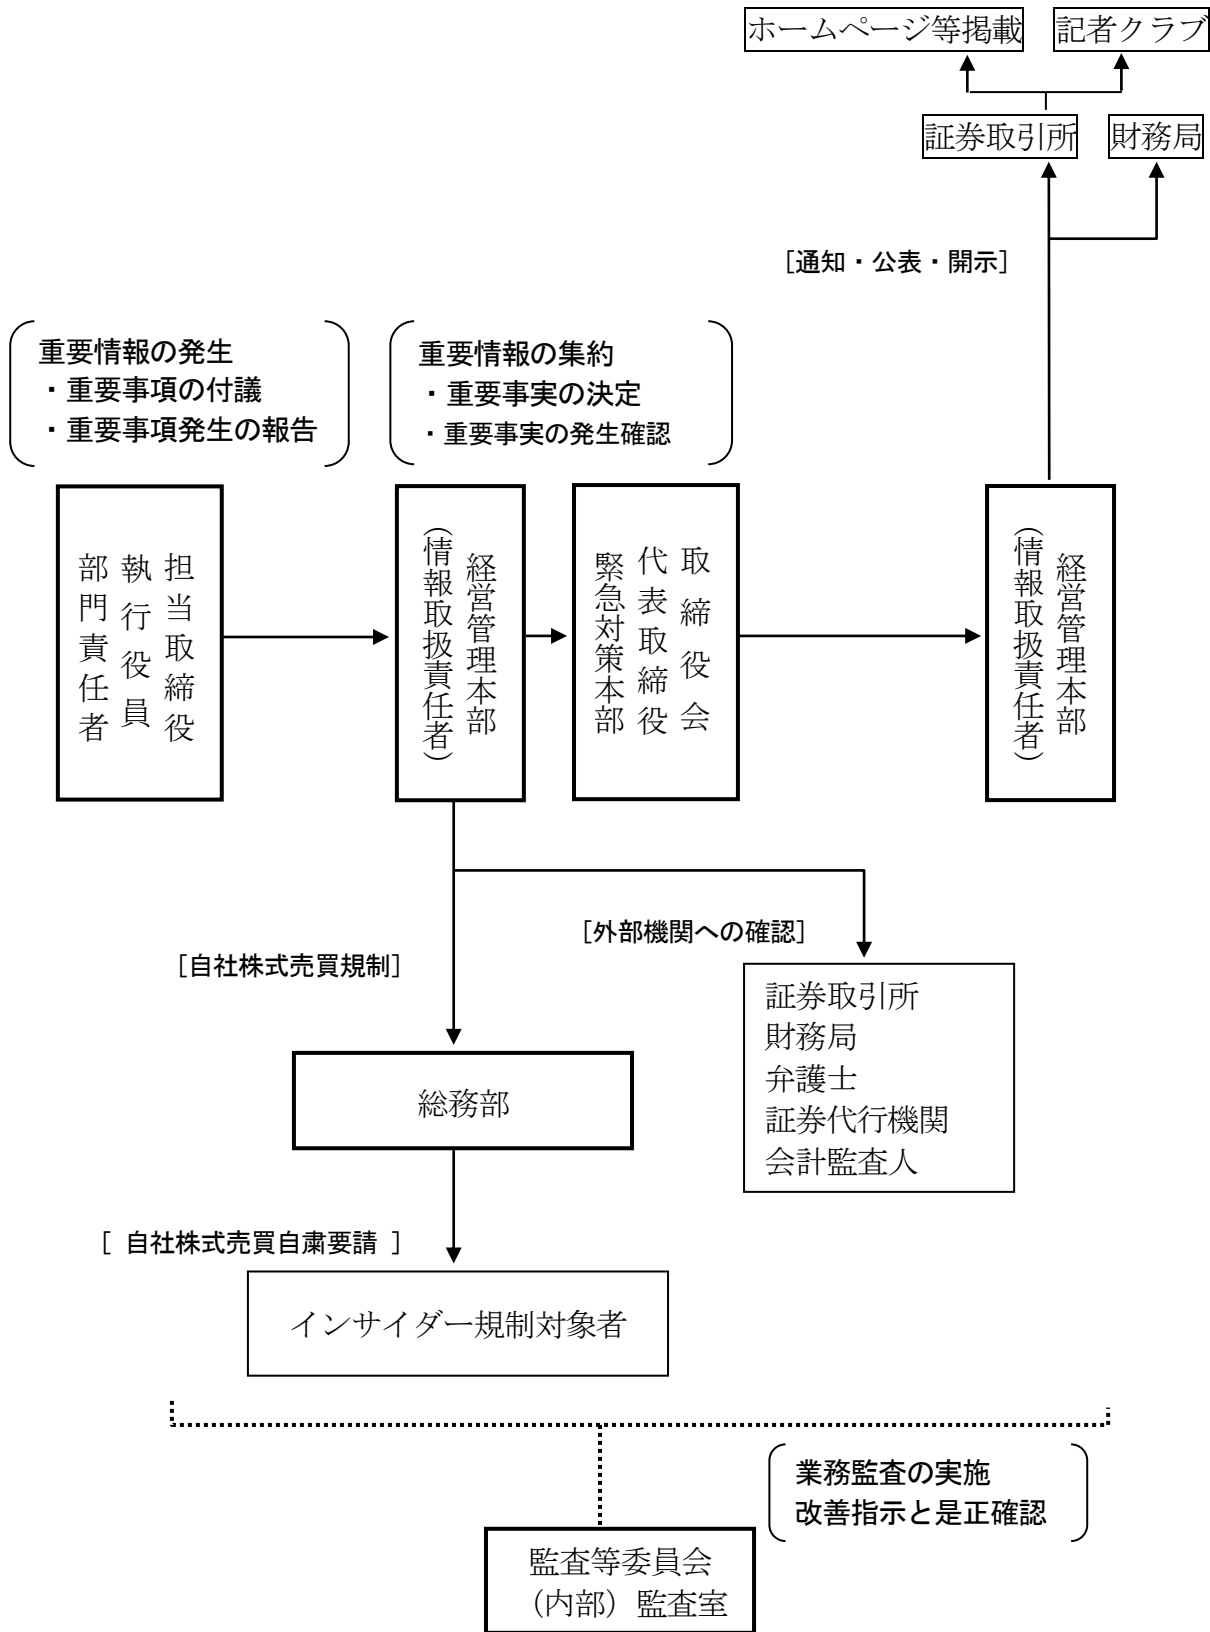 ホームページ等掲載
記者クラブ
証券取引所
財務局
［通知・公表・開示］
重要情報の発生
・重要事項の付議
・重要事項発生の報告
重要情報の集約
・重要事実の決定
・重要事実の発生確認
担当取締役
執行役員
部門責任者
経営管理本部
（情報取扱責任者）
取締役会
代表取締役
緊急対策本部
経営管理本部
（情報取扱責任者）
［外部機関への確認］
［自社株式売買規制］
証券取引所
財務局
弁護士
証券代行機関
会計監査人
総務部
［ 自社株式売買自粛要請 ］
インサイダー規制対象者
業務監査の実施
改善指示と是正確認
監査等委員会
（内部）監査室